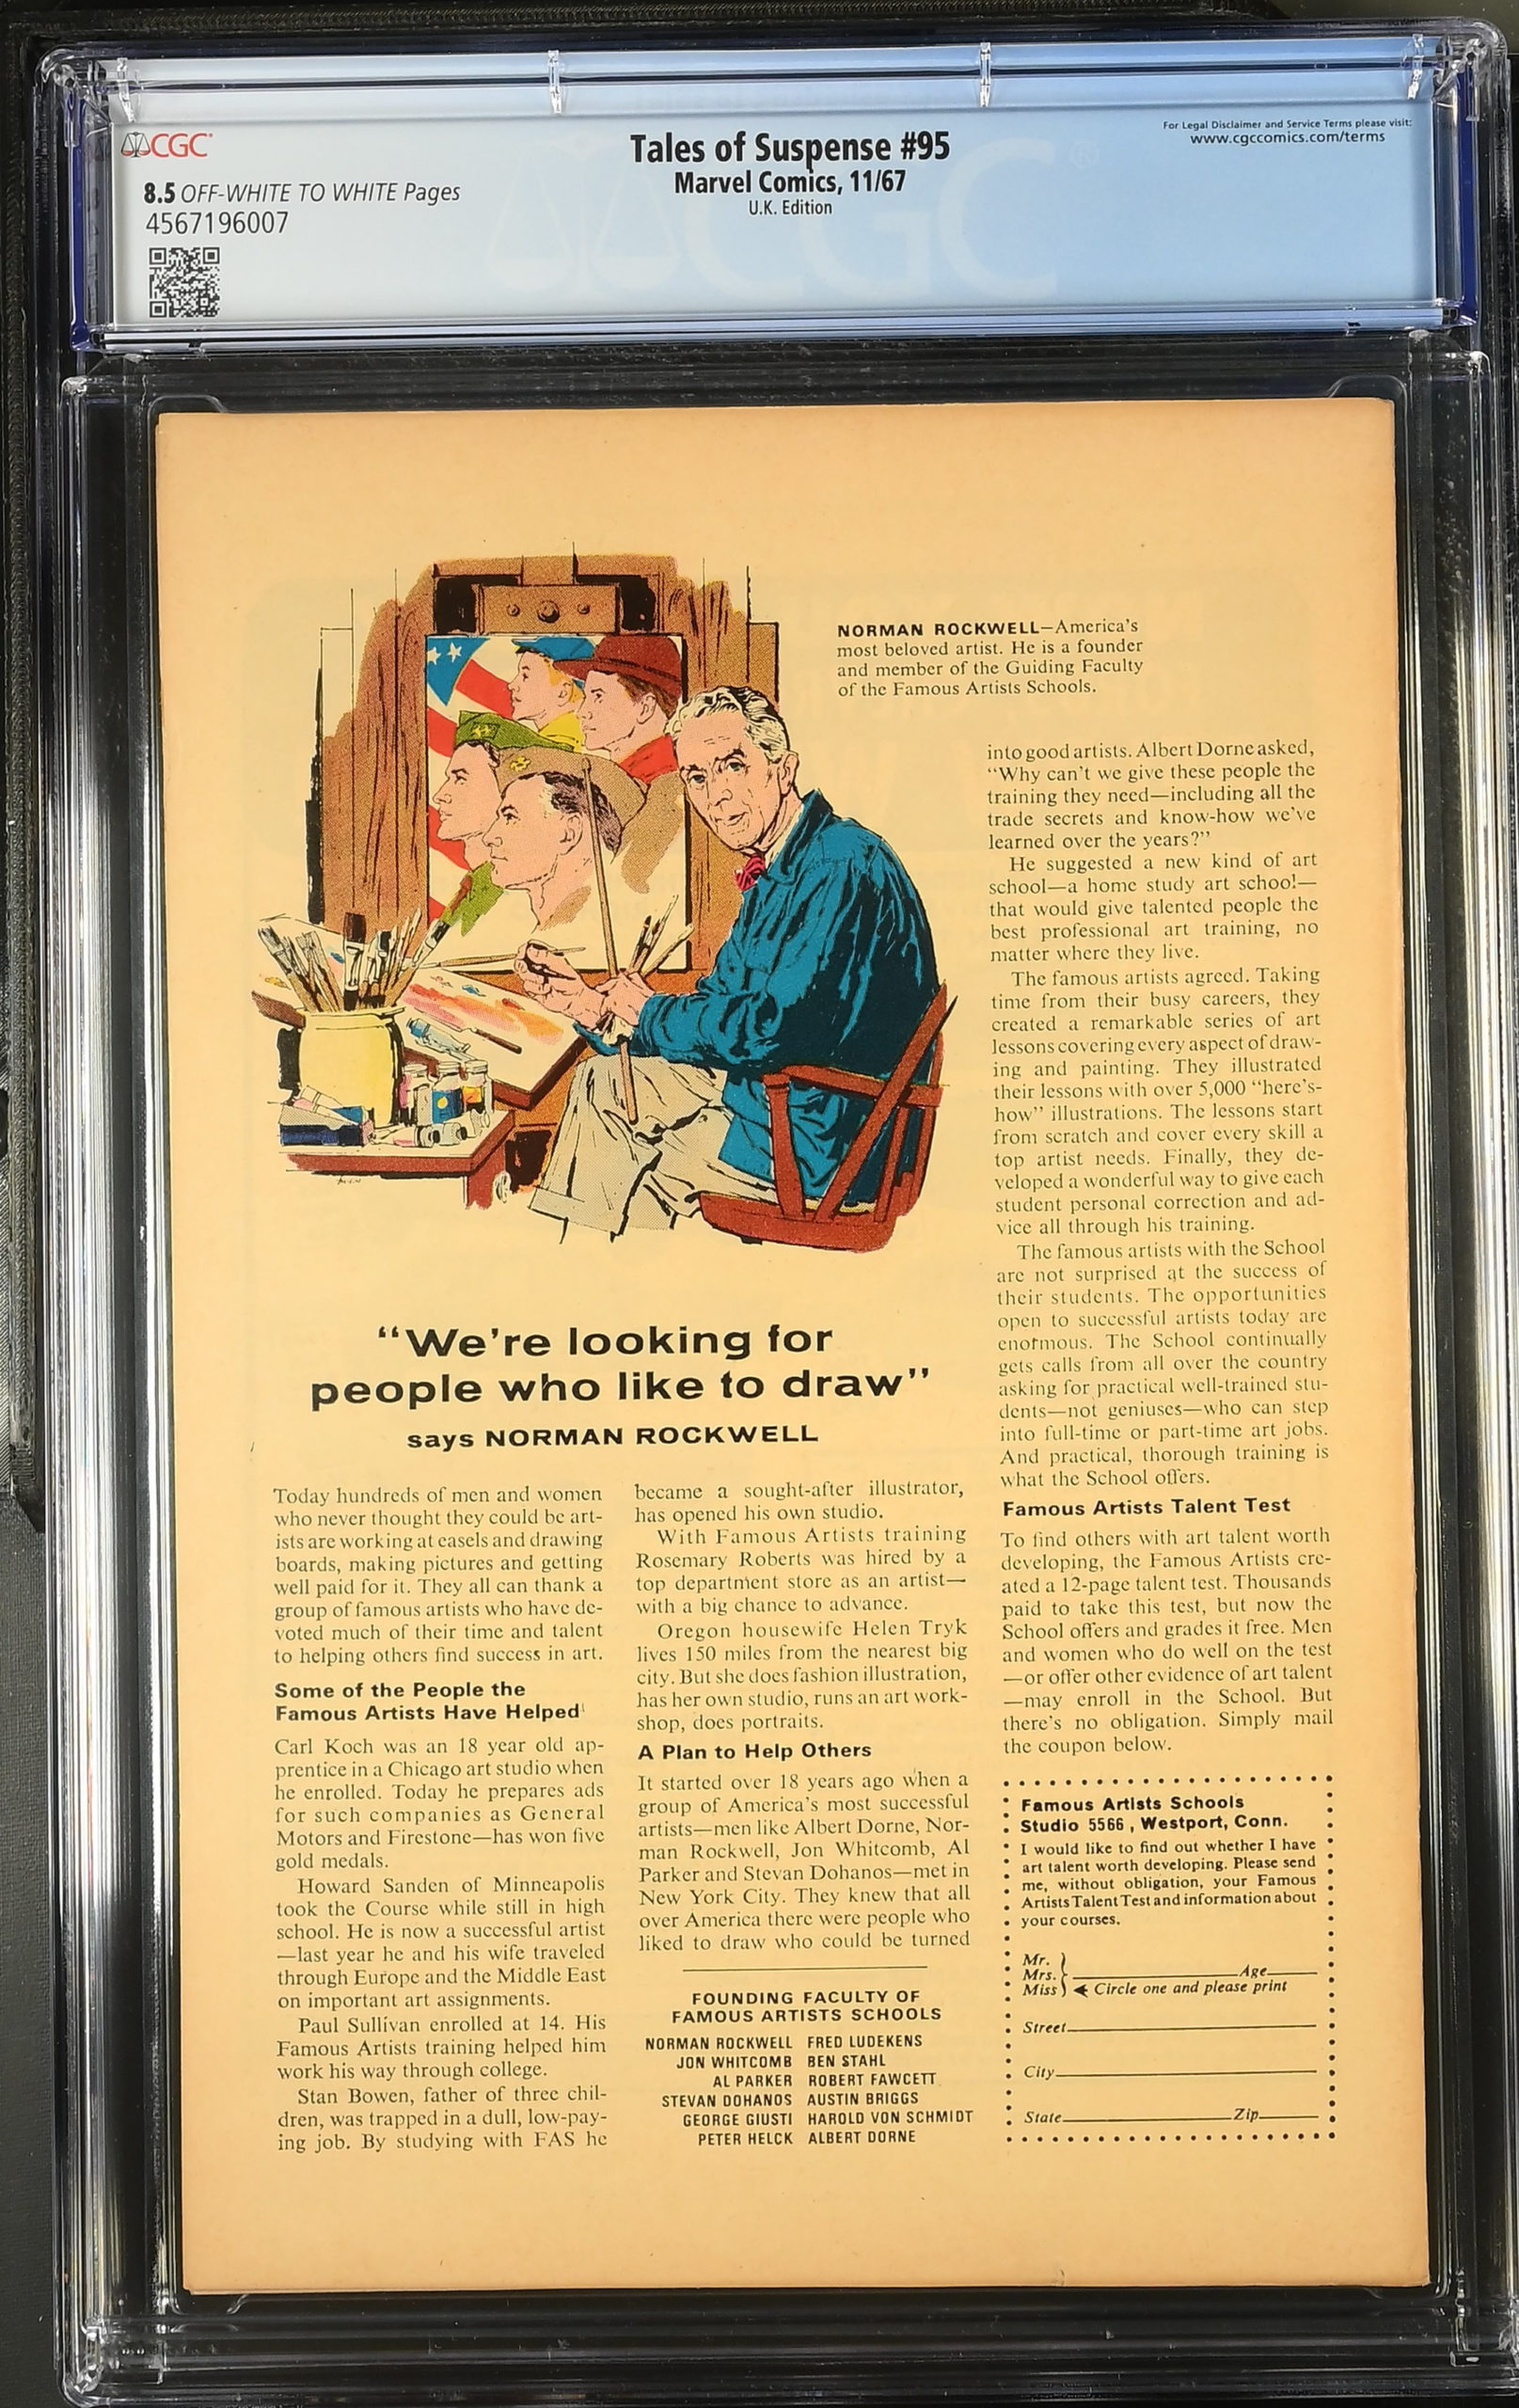 CGC
8.5 OFF-WHITE TO WHITE Pages
4567196007
Tales of Suspense #95
Marvel Comics, 11/67
U.K. Edition
For Legal Disclaimer and Service Terms please visit:
www.cgccomics.com/terms
NORMAN ROCKWELL—America's
most beloved artist. He is a founder
and member of the Guiding Faculty
of the Famous Artists Schools.
"We're looking for
people who like to draw"
says NORMAN ROCKWELL
Today hundreds of men and women
who never thought they could be art-
ists are working at easels and drawing
boards, making pictures and getting
well paid for it. They all can thank a
group of famous artists who have de-
voted much of their time and talent
to helping others find success in art.
Some of the People the
Famous Artists Have Helped
Carl Koch was an 18 year old ap-
prentice in a Chicago art studio when
he enrolled. Today he prepares ads
for such companies as General
Motors and Firestone—has won five
gold medals.
Howard Sanden of Minneapolis
took the Course while still in high
school. He is now a successful artist
—last year he and his wife traveled
through Europe and the Middle East
on important art assignments.
Paul Sullivan enrolled at 14. His
Famous Artists training helped him
work his way through college.
Stan Bowen, father of three chil-
dren, was trapped in a dull, low-pay-
ing job. By studying with FAS he
became a sought-after illustrator,
has opened his own studio.
With Famous Artists training
Rosemary Roberts was hired by a
top department store as an artist—
with a big chance to advance.
Oregon housewife Helen Tryk
lives 150 miles from the nearest big
city. But she does fashion illustration,
has her own studio, runs an art work-
shop, does portraits.
A Plan to Help Others
It started over 18 years ago when a
group of America's most successful
artists—men like Albert Dorne, Nor-
man Rockwell, Jon Whitcomb, Al
Parker and Stevan Dohanos—met in
New York City. They knew that all
over America there were people who
liked to draw who could be turned
into good artists. Albert Dorne asked,
"Why can't we give these people the
training they need—including all the
trade secrets and know-how we've
learned over the years?"
He suggested a new kind of art
school—a home study art school—
that would give talented people the
best professional art training, no
matter where they live.
The famous artists agreed. Taking
time from their busy careers, they
created a remarkable series of art
lessons covering every aspect of draw-
ing and painting. They illustrated
their lessons with over 5,000 "here's-
how" illustrations. The lessons start
from scratch and cover every skill a
top artist needs. Finally, they de-
veloped a wonderful way to give each
student personal correction and ad-
vice all through his training.
The famous artists with the School
are not surprised at the success of
their students. The opportunities
open to successful artists today are
enormous. The School continually
gets calls from all over the country
asking for practical well-trained stu-
dents—not geniuses—who can step
into full-time or part-time art jobs.
And practical, thorough training is
what the School offers.
Famous Artists Talent Test
To find others with art talent worth
developing, the Famous Artists cre-
ated a 12-page talent test. Thousands
paid to take this test, but now the
School offers and grades it free. Men
and women who do well on the test
—or offer other evidence of art talent
—may enroll in the School. But
there's no obligation. Simply mail
the coupon below.
FOUNDING FACULTY OF
FAMOUS ARTISTS SCHOOLS
NORMAN ROCKWELL FRED LUDEKENS
JON WHITCOMB BEN STAHL
AL PARKER ROBERT FAWCETT
STEVAN DOHANOS AUSTIN BRIGGS
GEORGE GIUSTI HAROLD VON SCHMIDT
PETER HELCK ALBERT DORNE
Famous Artists Schools
Studio 5566 , Westport, Conn.
I would like to find out whether I have
art talent worth developing. Please send
me, without obligation, your Famous
Artists Talent Test and information about
your courses.
Mr.
Mrs. Age
Miss Circle one and please print
Street
City
State Zip